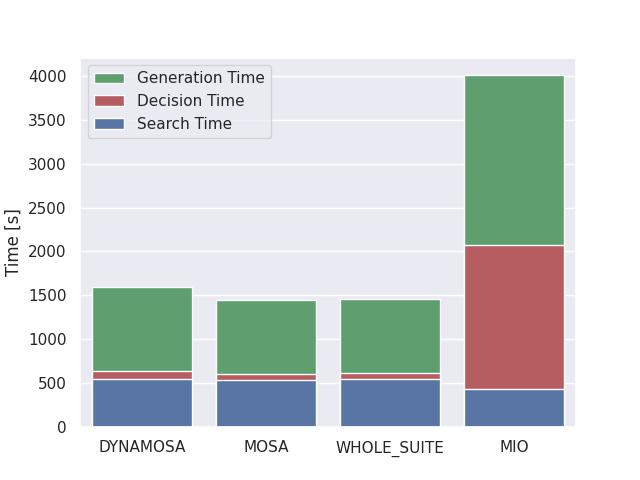 Generation Time
Decision Time
Search Time
4000
3500
3000
2500
2000
1500
1000
500
0
Time [s]
DYNAMOSA MOSA WHOLE_SUITE MIO